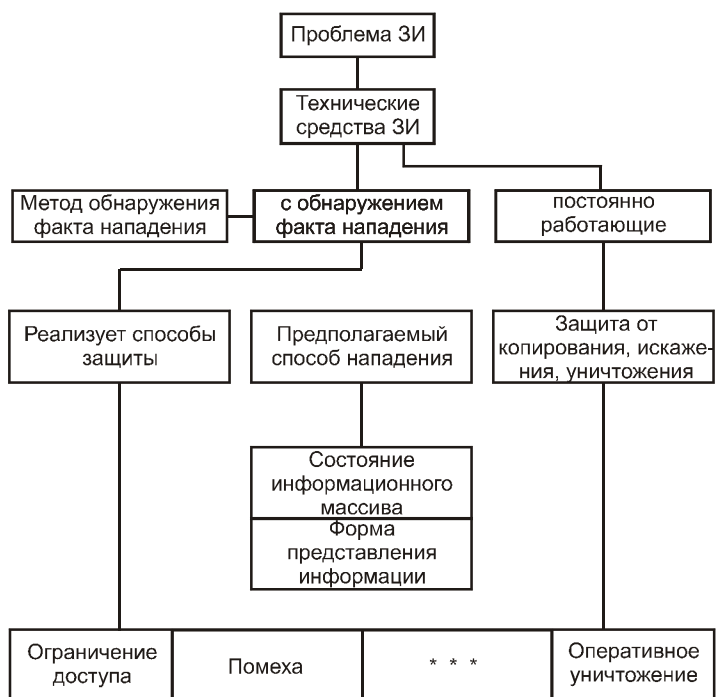 Проблема ЗИ
Технические
средства ЗИ
Метод обнаружения
факта нападения
с обнаружением
факта нападения
постоянно
работающие
Реализует способы
защиты
Предполагаемый
способ нападения
Защита от
копирования, искаже-
ния, уничтожения
Состояние
информационного
массива
Форма
представления
информации
Ограничение
доступа
Помеха
* * *
Оперативное
уничтожение